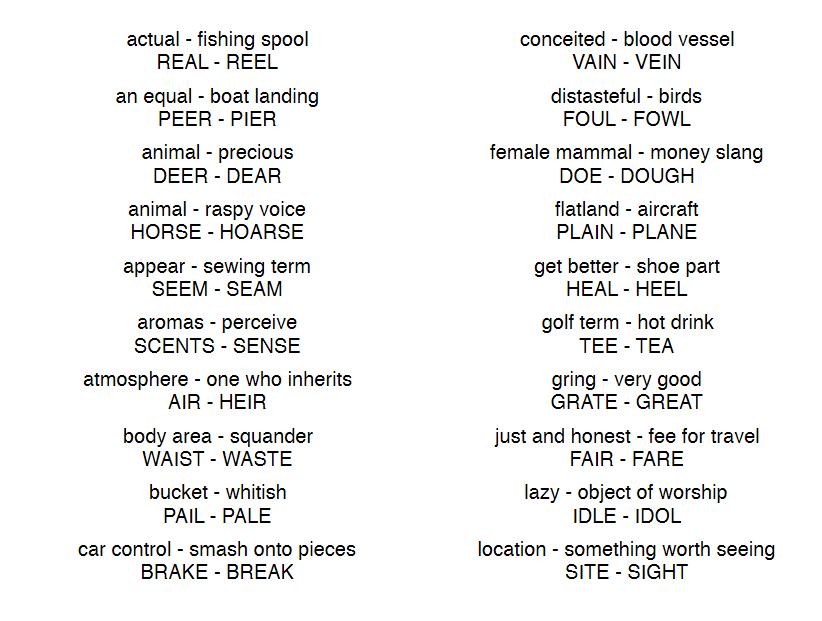 actual - fishing spool
REAL - REEL
an equal - boat landing
PEER - PIER
animal - precious
DEER - DEAR
animal - raspy voice
HORSE - HOARSE
appear - sewing term
SEEM - SEAM
aromas - perceive
SCENTS - SENSE
atmosphere - one who inherits
AIR - HEIR
body area - squander
WAIST - WASTE
bucket - whitish
PAIL - PALE
car control - smash onto pieces
BRAKE - BREAK
conceited - blood vessel
VAIN - VEIN
distasteful - birds
FOUL - FOWL
female mammal - money slang
DOE - DOUGH
flatland - aircraft
PLAIN - PLANE
get better - shoe part
HEAL - HEEL
golf term - hot drink
TEE - TEA
gring - very good
GRATE - GREAT
just and honest - fee for travel
FAIR - FARE
lazy - object of worship
IDLE - IDOL
location - something worth seeing
SITE - SIGHT